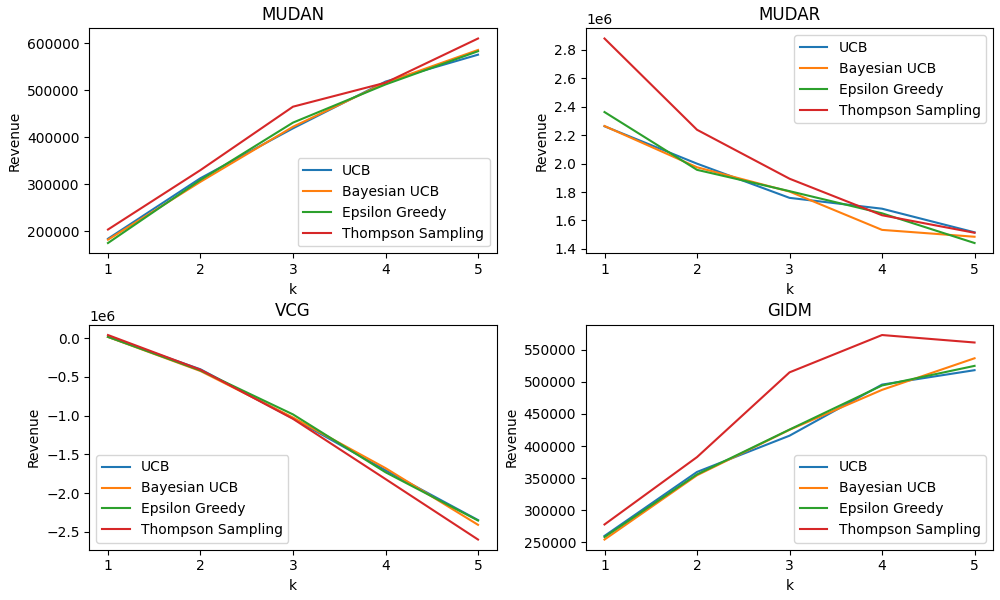 MUDAN
Revenue
600000
500000
400000
300000
200000
1 2 3 4 5
k
UCB
Bayesian UCB
Epsilon Greedy
Thompson Sampling
MUDAR
1e6
Revenue
2.8
2.6
2.4
2.2
2.0
1.8
1.6
1.4
1 2 3 4 5
k
UCB
Bayesian UCB
Epsilon Greedy
Thompson Sampling
VCG
1e6
Revenue
0.0
−0.5
−1.0
−1.5
−2.0
−2.5
1 2 3 4 5
k
UCB
Bayesian UCB
Epsilon Greedy
Thompson Sampling
GIDM
Revenue
550000
500000
450000
400000
350000
300000
250000
1 2 3 4 5
k
UCB
Bayesian UCB
Epsilon Greedy
Thompson Sampling